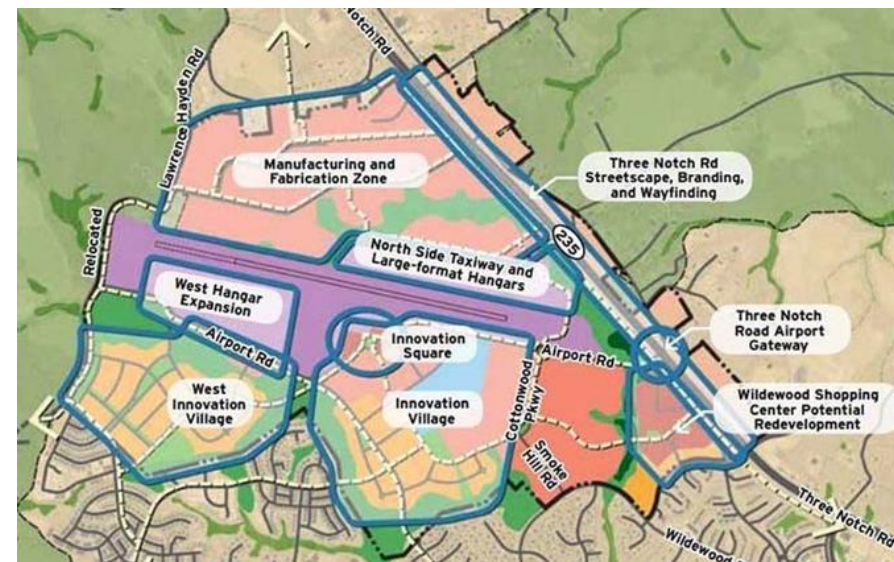 Notch Rd
Lawrence Hayden Rd
Manufacturing and
Fabrication Zone
Three Notch Rd
Streetscape, Branding,
and Wayfinding
235
Relocated
North Side Taxiway and
Large-format Hangars
West Hangar
Expansion
Three Notch
Road Airport
Gateway
Innovation
Square
Airport Rd
Airport Rd
West
Innovation
Village
Innovation
Village
Cottonwood
Pkwy
Wildewood Shopping
Center Potential
Redevelopment
Smoke
Hill Rd
Three Notch Rd
Wildewood